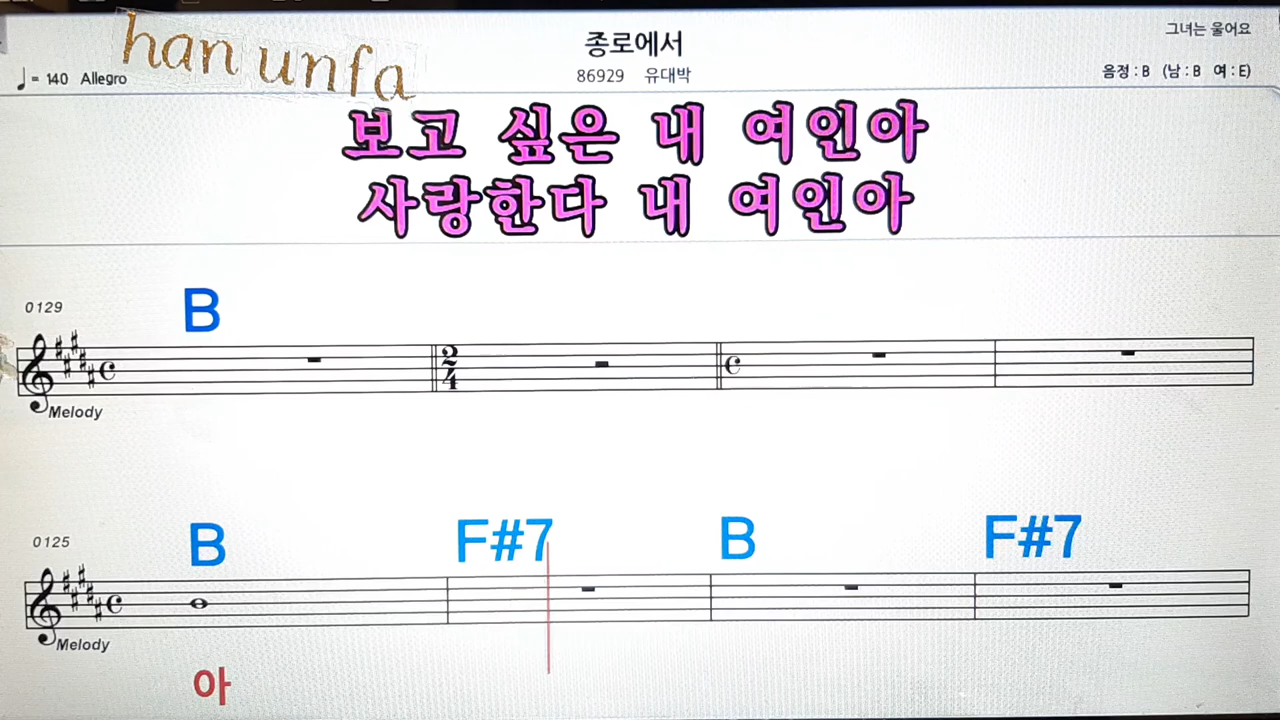 han unfa
종로에서
그녀는 울어요
♩= 140 Allegro
86929 유대박
음정 : B (남 : B 여 : E)
보고 싶은 내 여인아
사랑한다 내 여인아
B
0129
2
4
Melody
B F#7 B F#7
0125
Melody
아